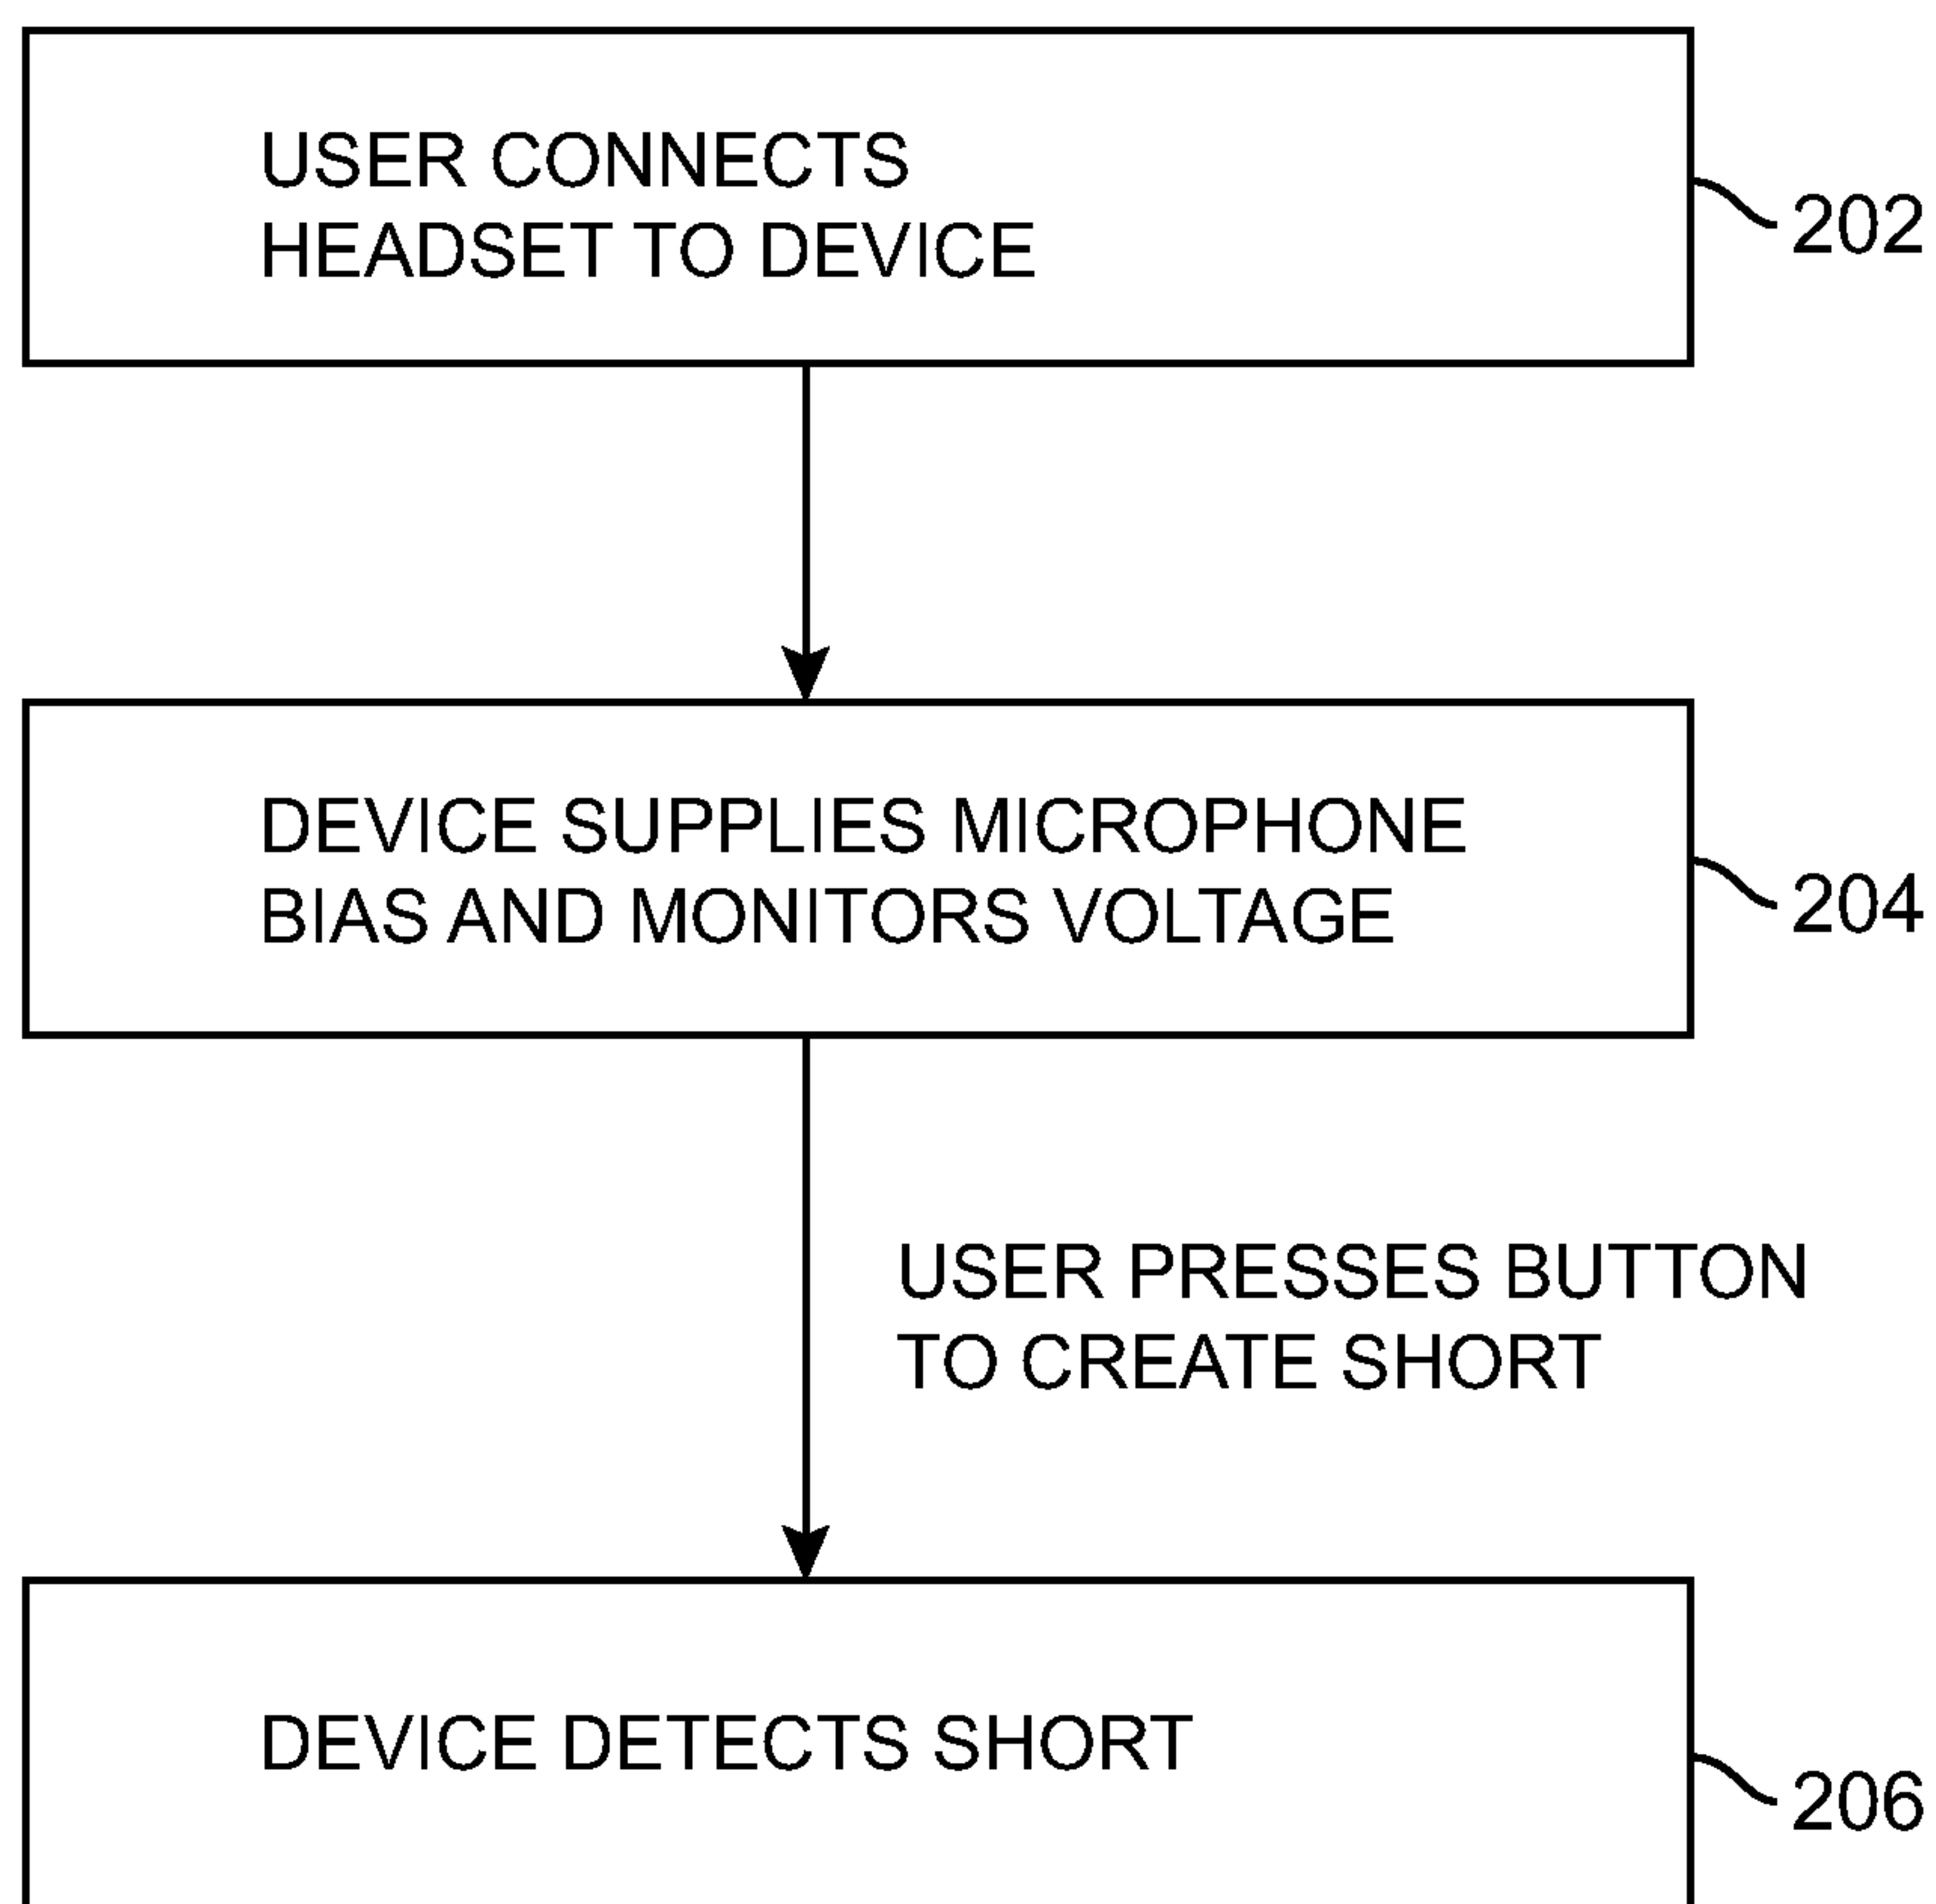 USER CONNECTS
HEADSET TO DEVICE
202
DEVICE SUPPLIES MICROPHONE
BIAS AND MONITORS VOLTAGE
204
USER PRESSES BUTTON
TO CREATE SHORT
DEVICE DETECTS SHORT
206